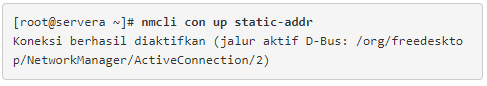 [root@servera ~]# nmcli con up static-addr
Koneksi berhasil diaktifkan (jalur aktif D-Bus: /org/freedeskto
p/NetworkManager/ActiveConnection/2)